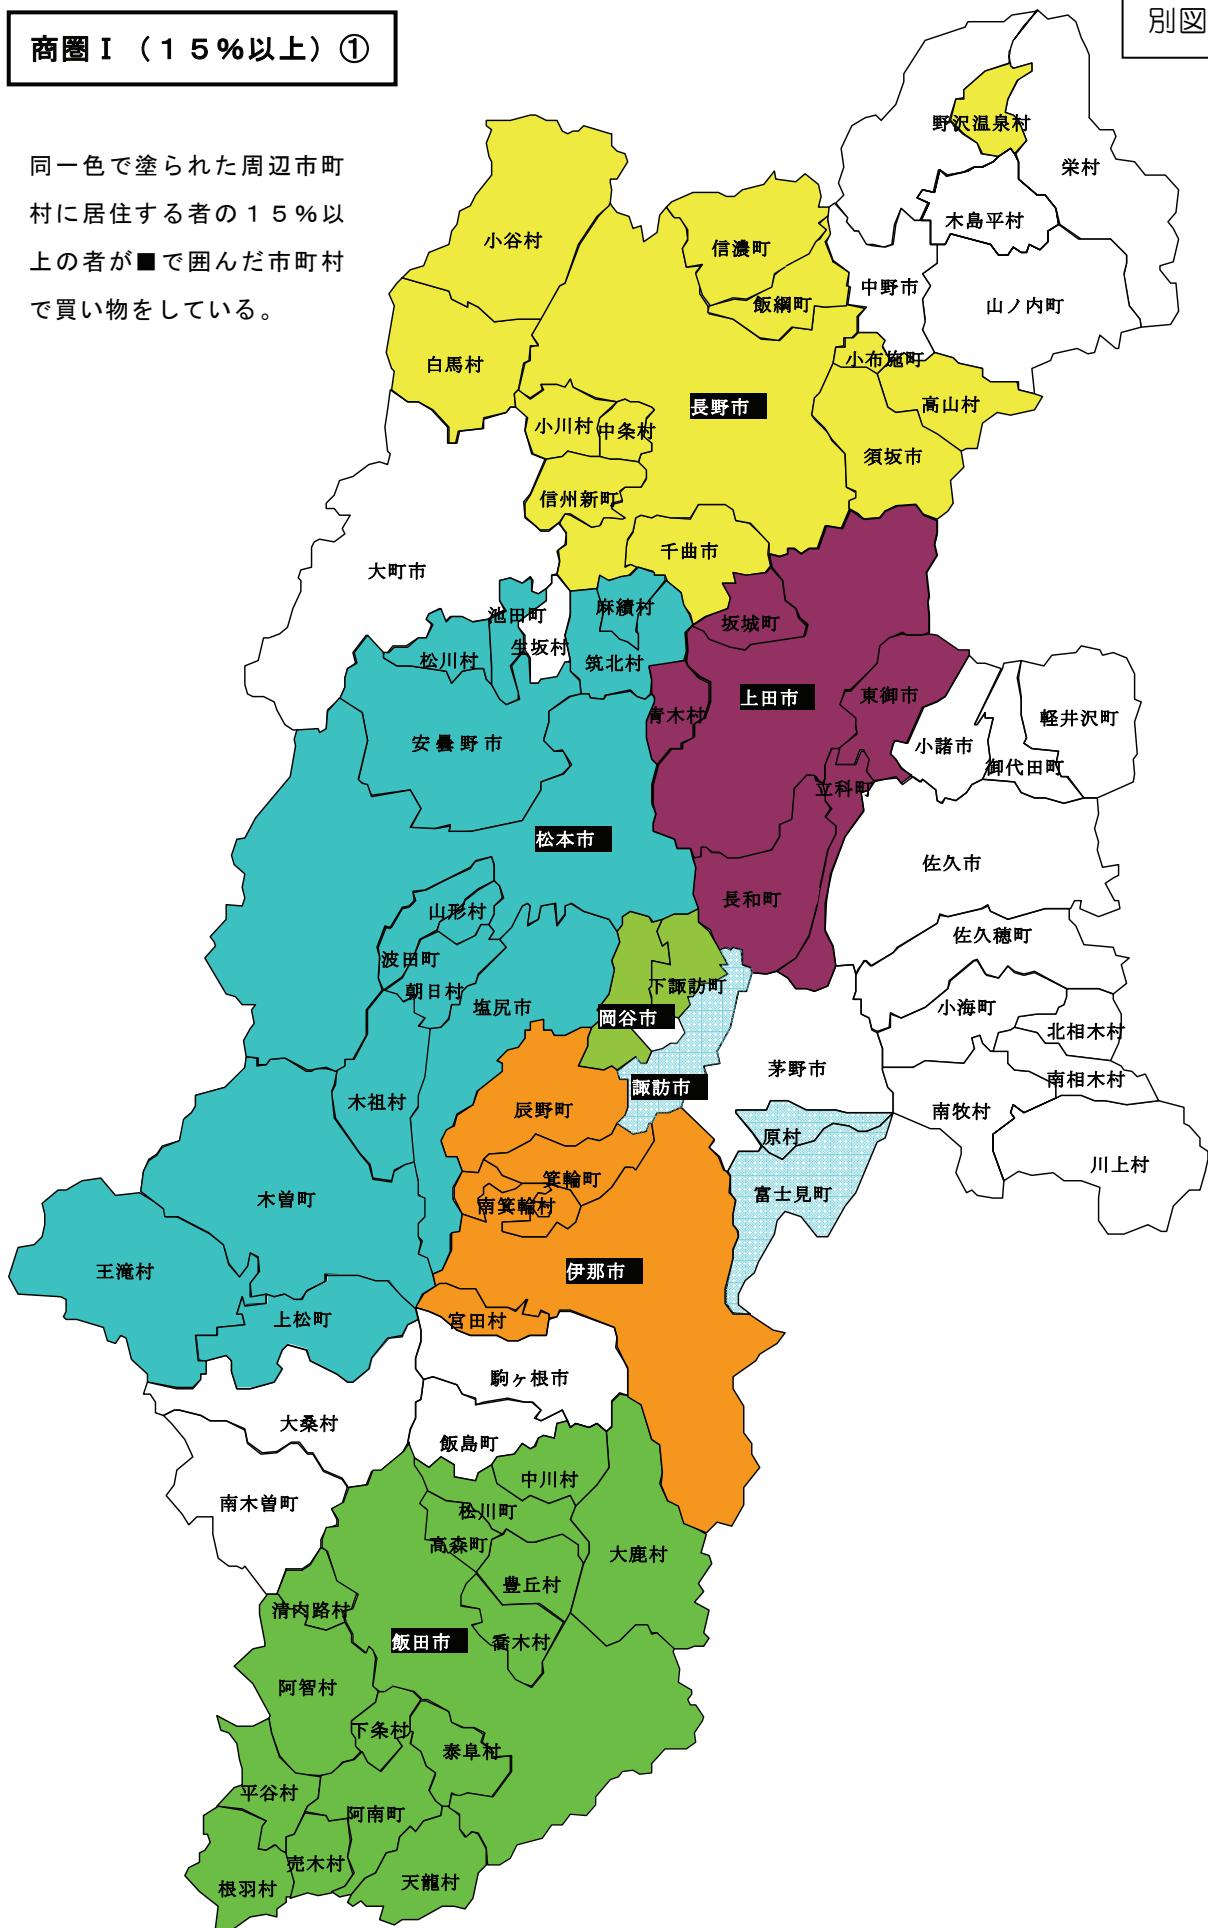 商圏Ⅰ（１５％以上）①
別図
同一色で塗られた周辺市町
村に居住する者の１５％以
上の者が■で囲んだ市町村
で買い物をしている。
野沢温泉村
栄村
木島平村
小谷村
信濃町
中野市
飯綱町
山ノ内町
白馬村
小布施町
高山村
長野市
小川村
中条村
須坂市
信州新町
千曲市
大町市
池田町
麻績村
坂城町
生坂村
松川村
筑北村
上田市
東御市
青木村
軽井沢町
安曇野市
小諸市
御代田町
立科町
松本市
佐久市
長和町
山形村
佐久穂町
波田町
朝日村
下諏訪町
塩尻市
小海町
岡谷市
北相木村
茅野市
南相木村
諏訪市
木祖村
辰野町
南牧村
原村
川上村
箕輪町
木曽町
富士見町
南箕輪村
王滝村
伊那市
上松町
宮田村
駒ヶ根市
大桑村
飯島町
中川村
南木曽町
松川町
高森町
大鹿村
豊丘村
清内路村
飯田市
喬木村
阿智村
下条村
泰阜村
平谷村
阿南町
売木村
天龍村
根羽村